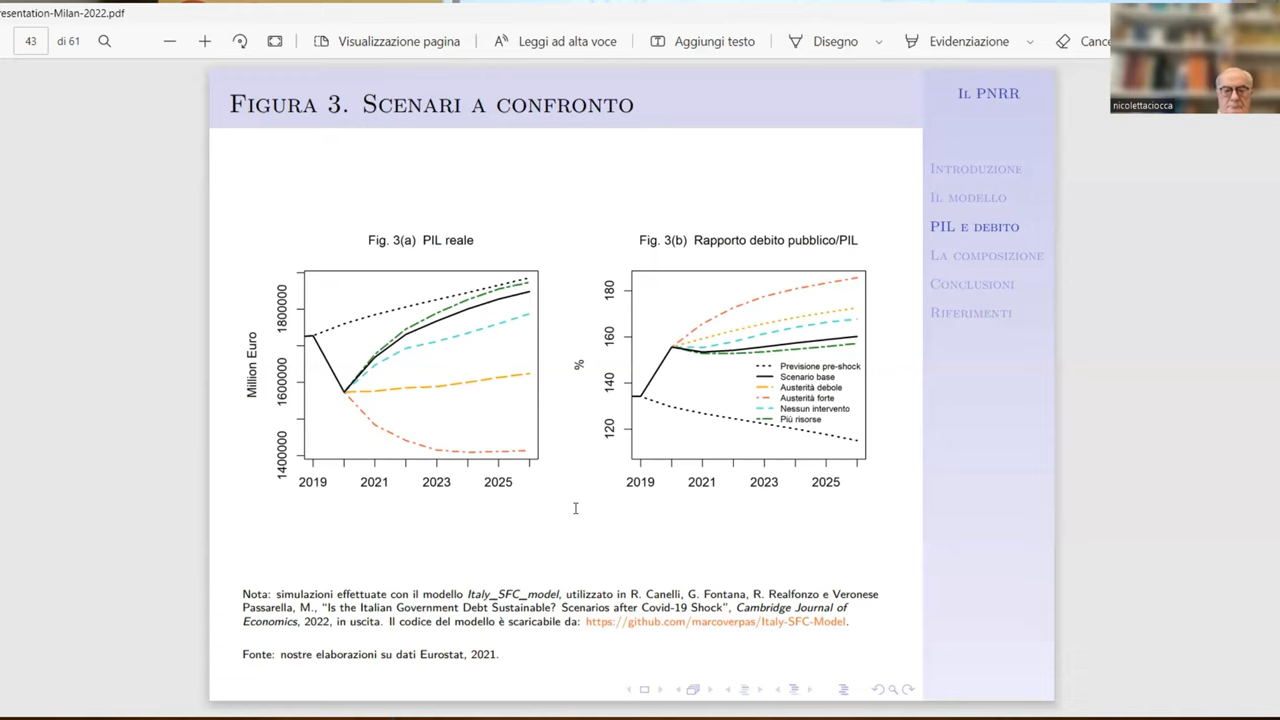 resentation-Milan-2022.pdf
43 di 61
Visualizzazione pagina
Leggi ad alta voce
Aggiungi testo
Disegno
Evidenziazione
Cance
nicolettaciocca
Figura 3. Scenari a confronto
Il PNRR
Introduzione
Il modello
PIL e debito
La composizione
Conclusioni
Riferimenti
Fig. 3(a) PIL reale
Million Euro
1400000 1600000 1800000
2019 2021 2023 2025
Fig. 3(b) Rapporto debito pubblico/PIL
%
120 140 160 180
Previsione pre-shock
Scenario base
Austerità debole
Austerità forte
Nessun intervento
Più risorse
2019 2021 2023 2025
Nota: simulazioni effettuate con il modello Italy_SFC_model, utilizzato in R. Canelli, G. Fontana, R. Realfonzo e Veronese
Passarella, M., “Is the Italian Government Debt Sustainable? Scenarios after Covid-19 Shock”, Cambridge Journal of
Economics, 2022, in uscita. Il codice del modello è scaricabile da: https://github.com/marcoverpas/Italy-SFC-Model.
Fonte: nostre elaborazioni su dati Eurostat, 2021.